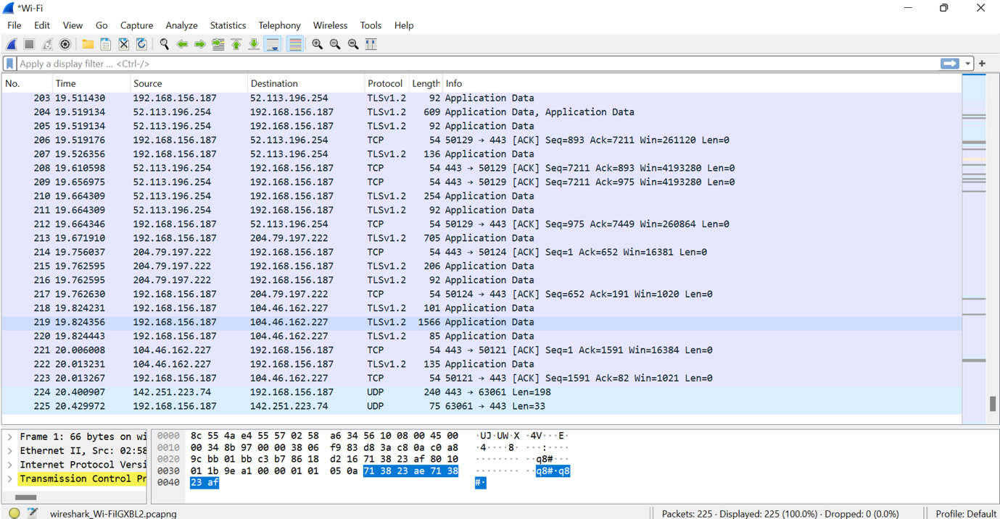 *Wi-Fi
File Edit View Go Capture Analyze Statistics Telephony Wireless Tools Help
Apply a display filter ... <Ctrl-/>
No. Time Source Destination Protocol Length Info
203 19.511430 192.168.156.187 52.113.196.254 TLSv1.2 92 Application Data
204 19.519134 52.113.196.254 192.168.156.187 TLSv1.2 609 Application Data, Application Data
205 19.519134 52.113.196.254 192.168.156.187 TLSv1.2 92 Application Data
206 19.519176 192.168.156.187 52.113.196.254 TCP 54 50129 → 443 [ACK] Seq=893 Ack=7211 Win=261120 Len=0
207 19.526356 192.168.156.187 52.113.196.254 TLSv1.2 136 Application Data
208 19.610598 52.113.196.254 192.168.156.187 TCP 54 443 → 50129 [ACK] Seq=7211 Ack=893 Win=4193280 Len=0
209 19.656975 52.113.196.254 192.168.156.187 TCP 54 443 → 50129 [ACK] Seq=7211 Ack=975 Win=4193280 Len=0
210 19.664309 52.113.196.254 192.168.156.187 TLSv1.2 254 Application Data
211 19.664309 52.113.196.254 192.168.156.187 TLSv1.2 92 Application Data
212 19.664346 192.168.156.187 52.113.196.254 TCP 54 50129 → 443 [ACK] Seq=975 Ack=7449 Win=260864 Len=0
213 19.671910 192.168.156.187 204.79.197.222 TLSv1.2 705 Application Data
214 19.756037 204.79.197.222 192.168.156.187 TCP 54 443 → 50124 [ACK] Seq=1 Ack=652 Win=16381 Len=0
215 19.762595 204.79.197.222 192.168.156.187 TLSv1.2 206 Application Data
216 19.762595 204.79.197.222 192.168.156.187 TLSv1.2 92 Application Data
217 19.762630 192.168.156.187 204.79.197.222 TCP 54 50124 → 443 [ACK] Seq=652 Ack=191 Win=1020 Len=0
218 19.824231 192.168.156.187 104.46.162.227 TLSv1.2 101 Application Data
219 19.824356 192.168.156.187 104.46.162.227 TLSv1.2 1566 Application Data
220 19.824443 192.168.156.187 104.46.162.227 TLSv1.2 85 Application Data
221 20.006008 104.46.162.227 192.168.156.187 TCP 54 443 → 50121 [ACK] Seq=1 Ack=1591 Win=16384 Len=0
222 20.013231 104.46.162.227 192.168.156.187 TLSv1.2 135 Application Data
223 20.013267 192.168.156.187 104.46.162.227 TCP 54 50121 → 443 [ACK] Seq=1591 Ack=82 Win=1021 Len=0
224 20.400907 142.251.223.74 192.168.156.187 UDP 240 443 → 63061 Len=198
225 20.429972 192.168.156.187 142.251.223.74 UDP 75 63061 → 443 Len=33
> Frame 1: 66 bytes on wi
> Ethernet II, Src: 02:58
> Internet Protocol Versi
> Transmission Control Pr
0000 8c 55 4a e4 55 57 02 58 a6 34 56 10 08 00 45 00 ·UJ·UW·X ·4V···E·
0010 00 34 8b 97 00 00 38 06 f9 83 d8 3a c8 0a c0 a8 ·4····8· ···:····
0020 9c bb 01 bb c3 b7 86 18 d2 16 71 38 23 af 80 10 ········ ··q8#···
0030 01 1b 9e a1 00 00 01 01 05 0a 71 38 23 ae 71 38 ········ ··q8#·q8
0040 23 af #·
wireshark_Wi-FiIGXBL2.pcapng
Packets: 225 · Displayed: 225 (100.0%) · Dropped: 0 (0.0%)
Profile: Default